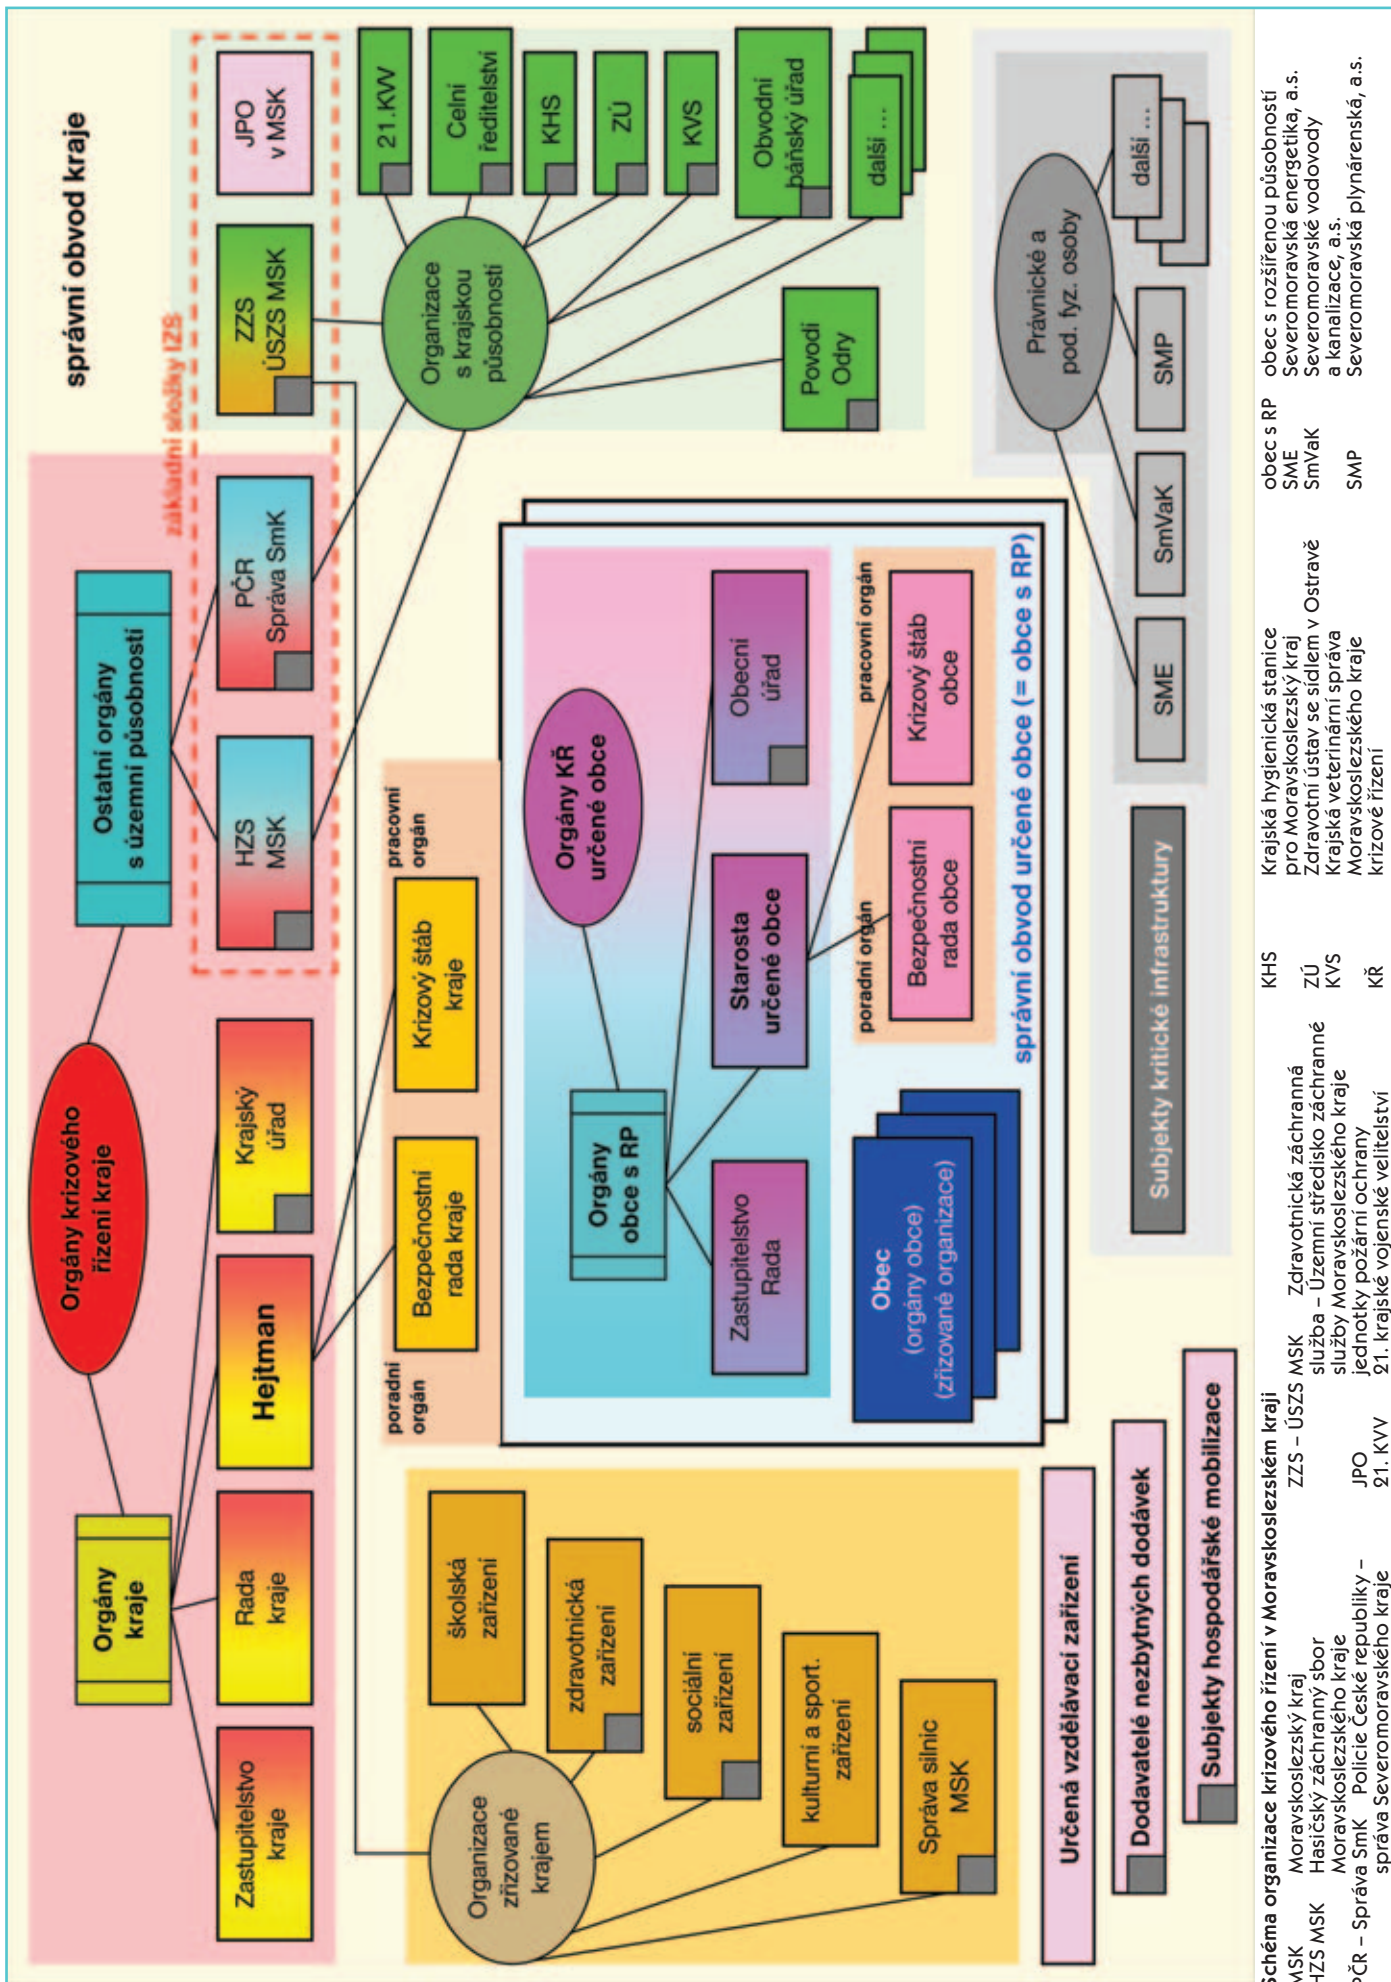 správní obvod kraje
Orgány krizového
řízení kraje
Orgány
kraje
Ostatní orgány
s územní působností
základní složky IZS
Zastupitelstvo
kraje
Rada
kraje
Hejtman
Krajský
úřad
HZS
MSK
PČR
Správa SmK
ZZS
ÚSZS MSK
JPO
v MSK
poradní
orgán
pracovní
orgán
Bezpečnostní
rada kraje
Krizový štáb
kraje
Organizace
zřizované
krajem
školská
zařízení
zdravotnická
zařízení
sociální
zařízení
kulturní a sport.
zařízení
Správa silnic
MSK
Organizace
s krajskou
působností
21.KVV
Celní
ředitelství
KHS
ZÚ
KVS
Obvodní
báňský úřad
další ...
Povodí
Odry
Orgány KŘ
určené obce
Orgány
obce s RP
Zastupitelstvo
Rada
Starosta
určené obce
Obecní
úřad
poradní orgán
pracovní orgán
Bezpečnostní
rada obce
Krizový štáb
obce
Obec
(orgány obce)
(zřizované organizace)
správní obvod určené obce (= obce s RP)
Určená vzdělávací zařízení
Dodavatelé nezbytných dodávek
Subjekty hospodářské mobilizace
Subjekty kritické infrastruktury
Právnické a
pod. fyz. osoby
SME
SmVaK
SMP
další ...
Schéma organizace krizového řízení v Moravskoslezském kraji
MSK Moravskoslezský kraj
HZS MSK Hasičský záchranný sbor
Moravskoslezského kraje
PČR – Správa SmK Policie České republiky –
správa Severomoravského kraje
ZZS – ÚSZS MSK Zdravotnická záchranná
služba – Územní středisko záchranné
služby Moravskoslezského kraje
JPO jednotky požární ochrany
21. KVV 21. krajské vojenské velitelství
KHS Krajská hygienická stanice
pro Moravskoslezský kraj
ZÚ Zdravotní ústav se sídlem v Ostravě
KVS Krajská veterinární správa
Moravskoslezského kraje
KŘ krizové řízení
obec s RP obec s rozšířenou působností
SME Severomoravská energetika, a.s.
SmVaK Severomoravské vodovody
a kanalizace, a.s.
SMP Severomoravská plynárenská, a.s.